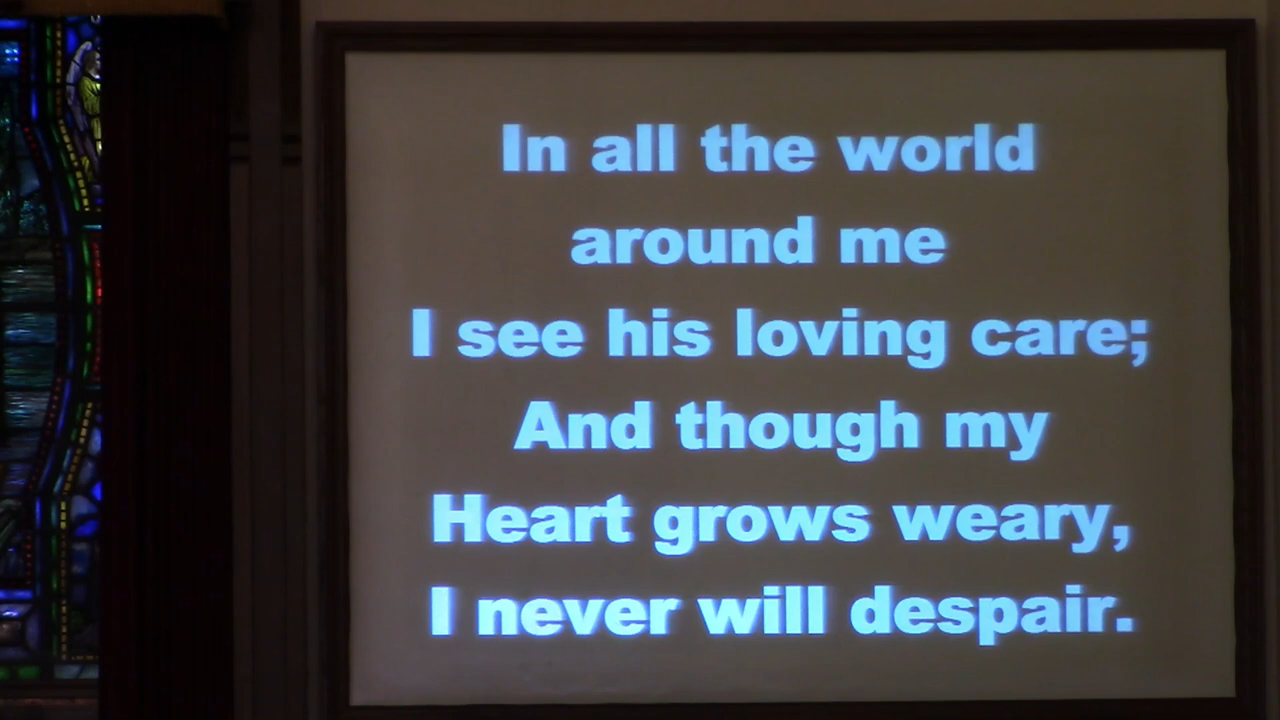 In all the world
around me
I see his loving care;
And though my
Heart grows weary,
I never will despair.